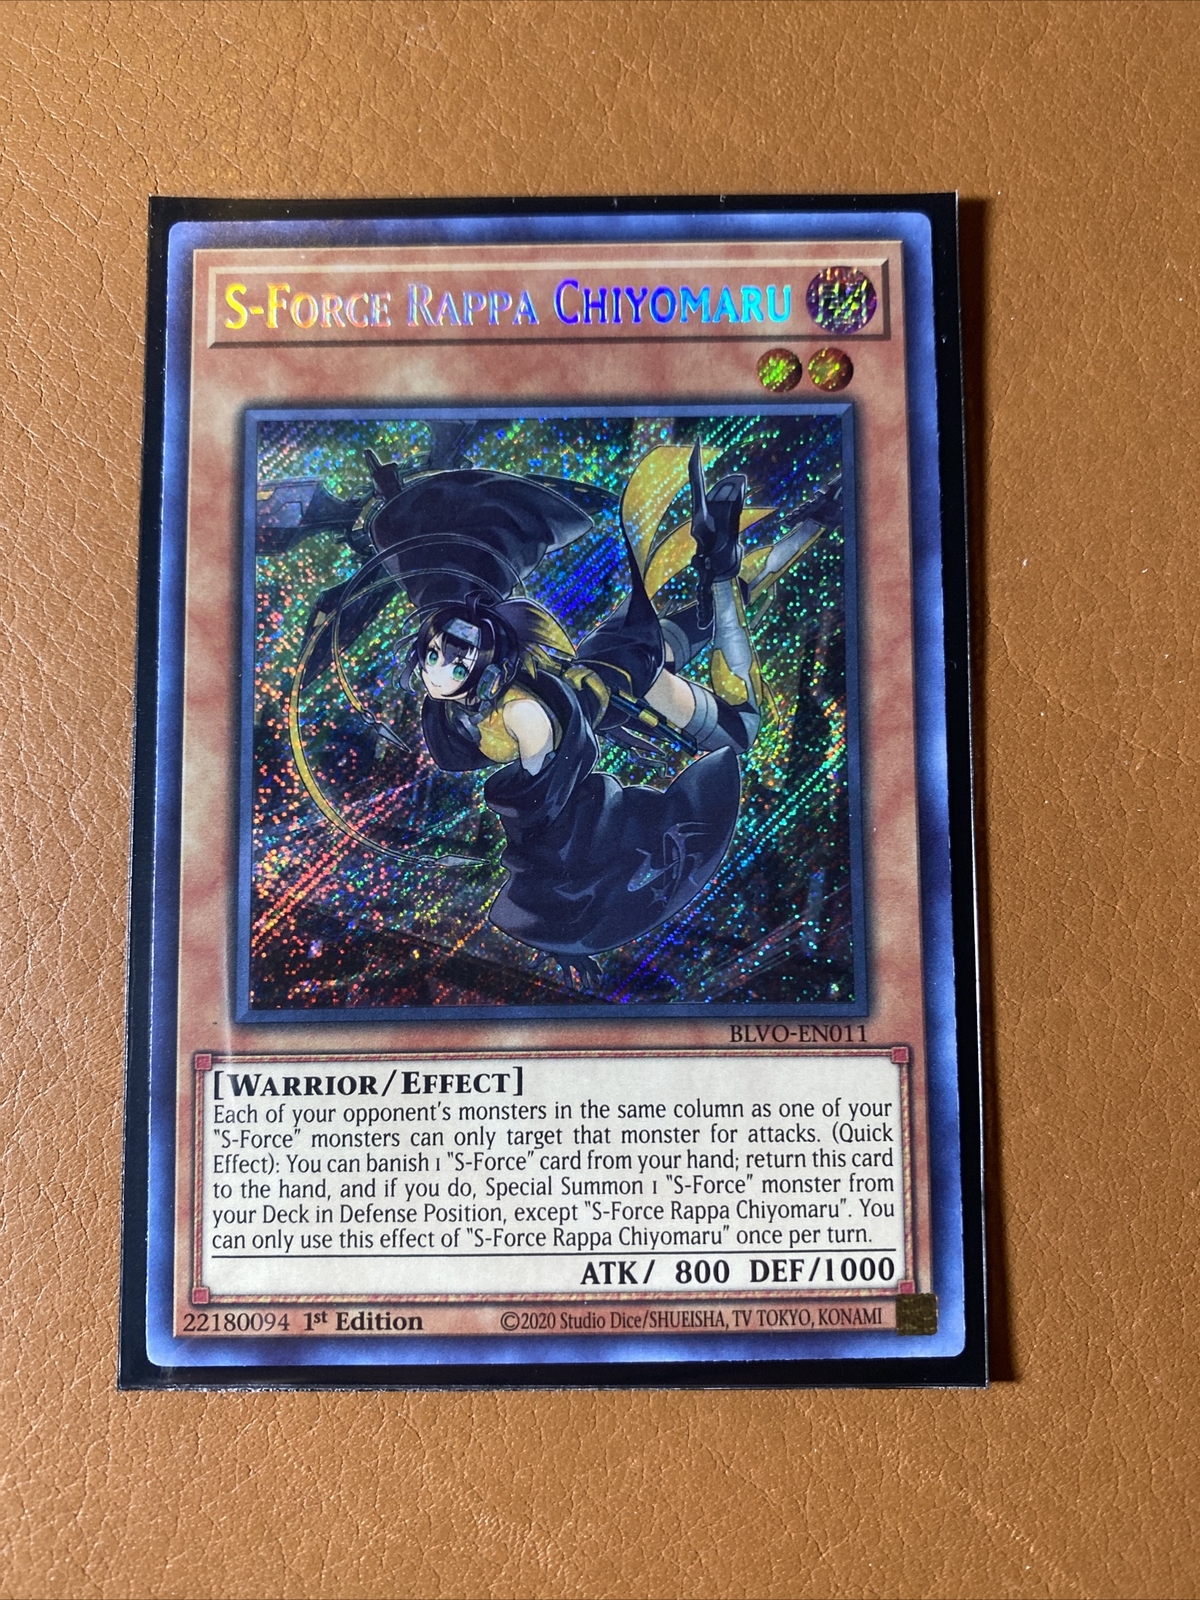 S-Force Rappa Chiyomaru
BLVO-EN011
[Warrior/Effect]
Each of your opponent's monsters in the same column as one of your
"S-Force" monsters can only target that monster for attacks. (Quick
Effect): You can banish 1 "S-Force" card from your hand; return this card
to the hand, and if you do, Special Summon 1 "S-Force" monster from
your Deck in Defense Position, except "S-Force Rappa Chiyomaru". You
can only use this effect of "S-Force Rappa Chiyomaru" once per turn.
ATK/ 800 DEF/1000
22180094 1st Edition ©2020 Studio Dice/SHUEISHA, TV TOKYO, KONAMI